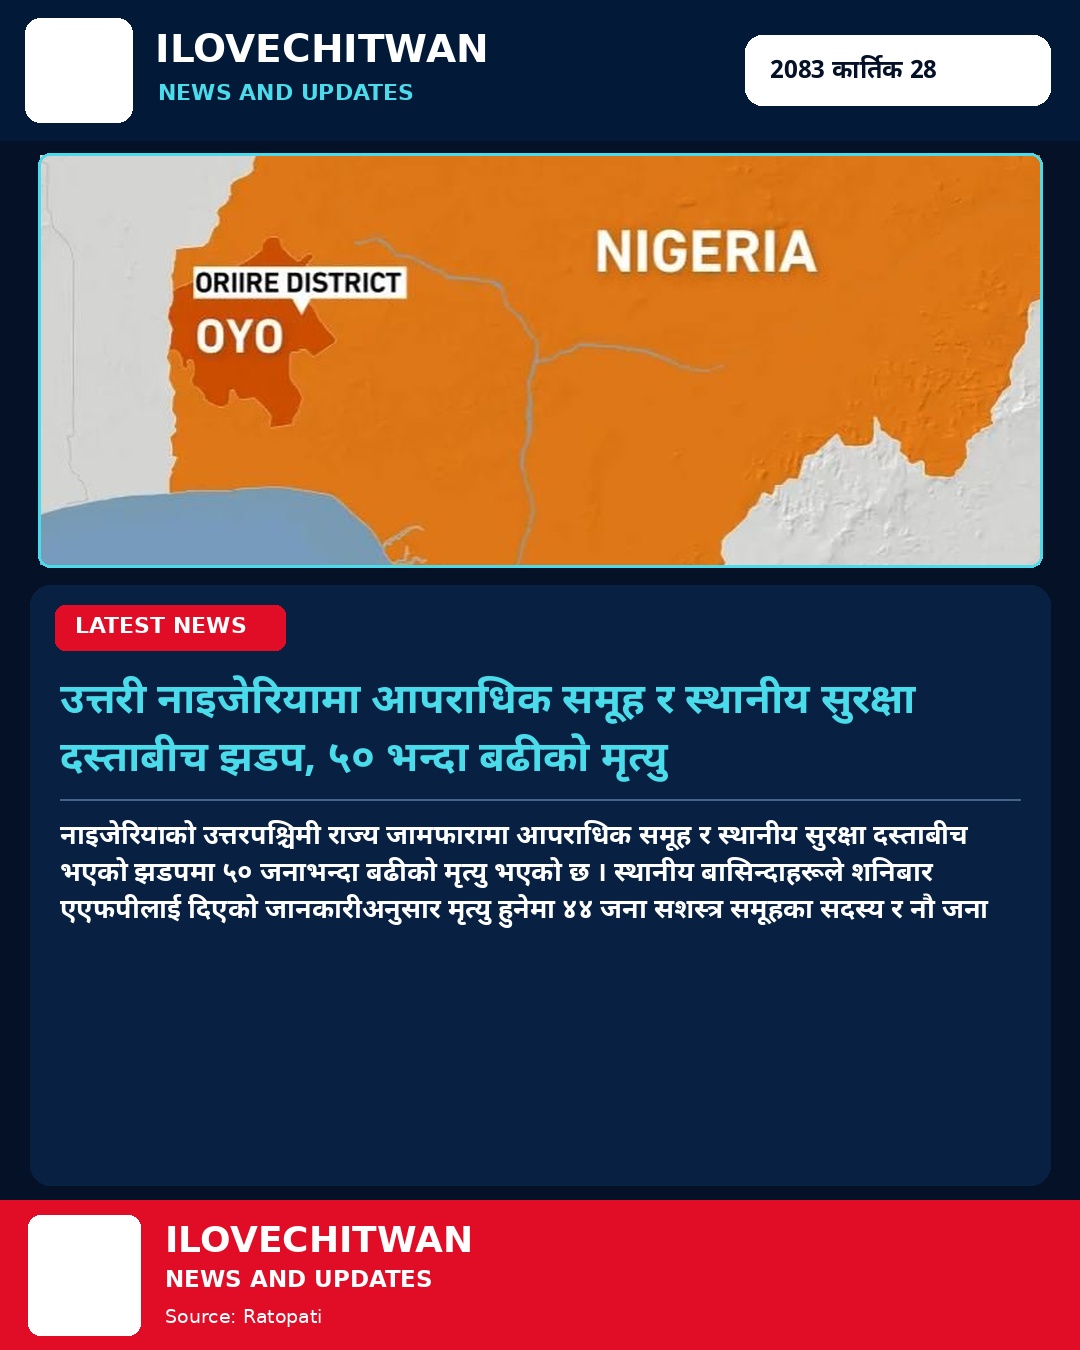 ILOVECHITWAN
NEWS AND UPDATES
2083 कार्तिक 28
NIGERIA
ORIIRE DISTRICT
OYO
LATEST NEWS
उत्तरी नाइजेरियामा आपराधिक समूह र स्थानीय सुरक्षा
दस्ताबीच झडप, ५० भन्दा बढीको मृत्यु
नाइजेरियाको उत्तरपश्चिमी राज्य जामफारामा आपराधिक समूह र स्थानीय सुरक्षा दस्ताबीच
भएको झडपमा ५० जनाभन्दा बढीको मृत्यु भएको छ । स्थानीय बासिन्दाहरूले शनिबार
एएफपीलाई दिएको जानकारीअनुसार मृत्यु हुनेमा ४४ जना सशस्त्र समूहका सदस्य र नौ जना
ILOVECHITWAN
NEWS AND UPDATES
Source: Ratopati